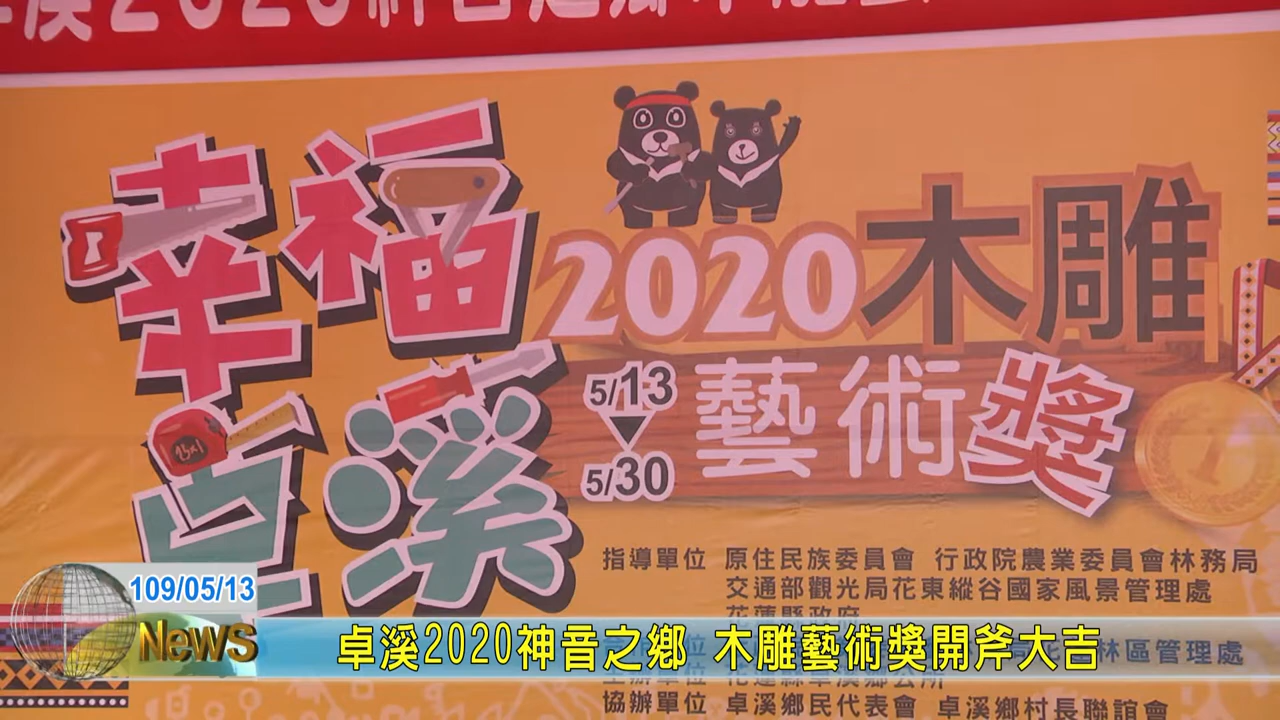 幸福
卓溪
2020木雕
藝術獎
5/13
5/30
指導單位 原住民族委員會 行政院農業委員會林務局
交通部觀光局花東縱谷國家風景管理處
花蓮縣政府
林區管理處
協辦單位 卓溪鄉民代表會 卓溪鄉村長聯誼會
109/05/13
News
卓溪2020神音之鄉 木雕藝術獎開斧大吉